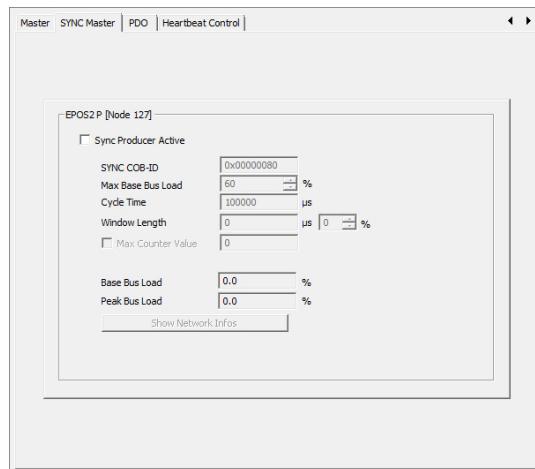 Master SYNC Master PDO Heartbeat Control
EPOS2 P [Node 127]
Sync Producer Active
SYNC COB-ID 0x00000080
Max Base Bus Load 60 %
Cycle Time 100000 µs
Window Length 0 µs 0 %
Max Counter Value 0
Base Bus Load 0.0 %
Peak Bus Load 0.0 %
Show Network Infos